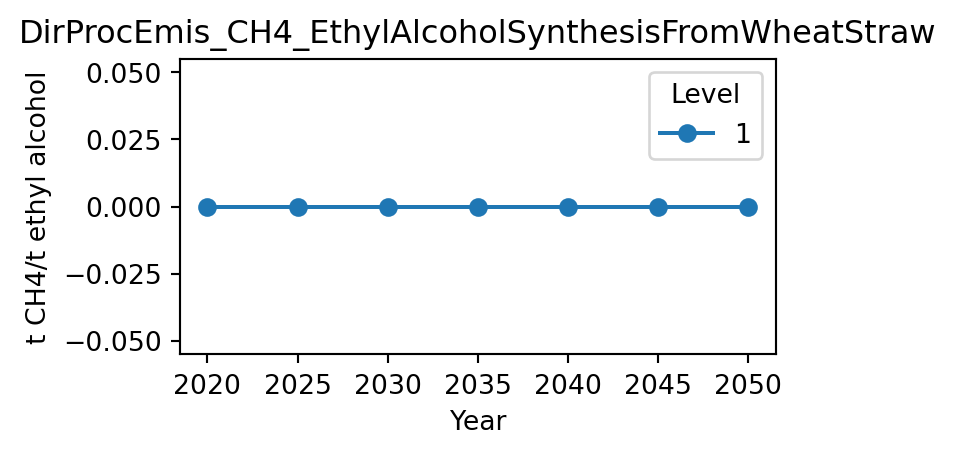 DirProcEmis_CH4_EthylAlcoholSynthesisFromWheatStraw
t CH4/t ethyl alcohol
0.050
0.025
0.000
−0.025
−0.050
Level
1
2020 2025 2030 2035 2040 2045 2050
Year